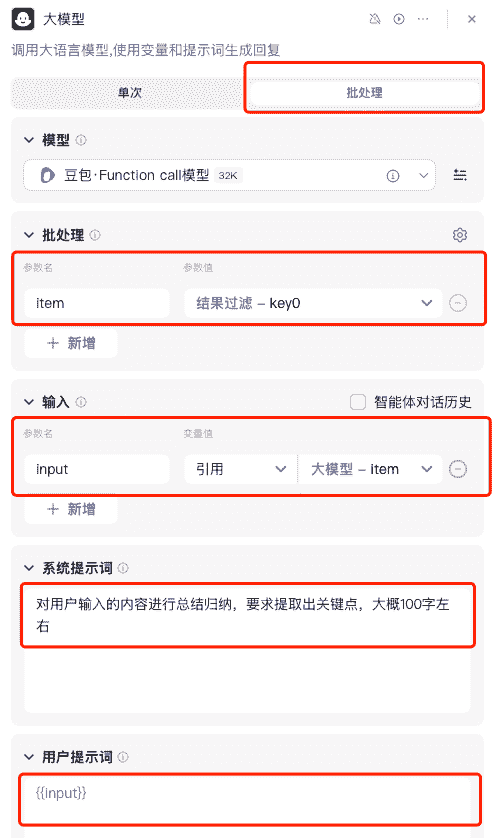 大模型
调用大语言模型,使用变量和提示词生成回复
单次 批处理
模型
豆包·Function call模型 32K
批处理
参数名 参数值
item 结果过滤 – key0
新增
输入 智能体对话历史
参数名 变量值
input 引用 大模型 – item
新增
系统提示词
对用户输入的内容进行总结归纳，要求提取出关键点，大概100字左
右
用户提示词
{{input}}